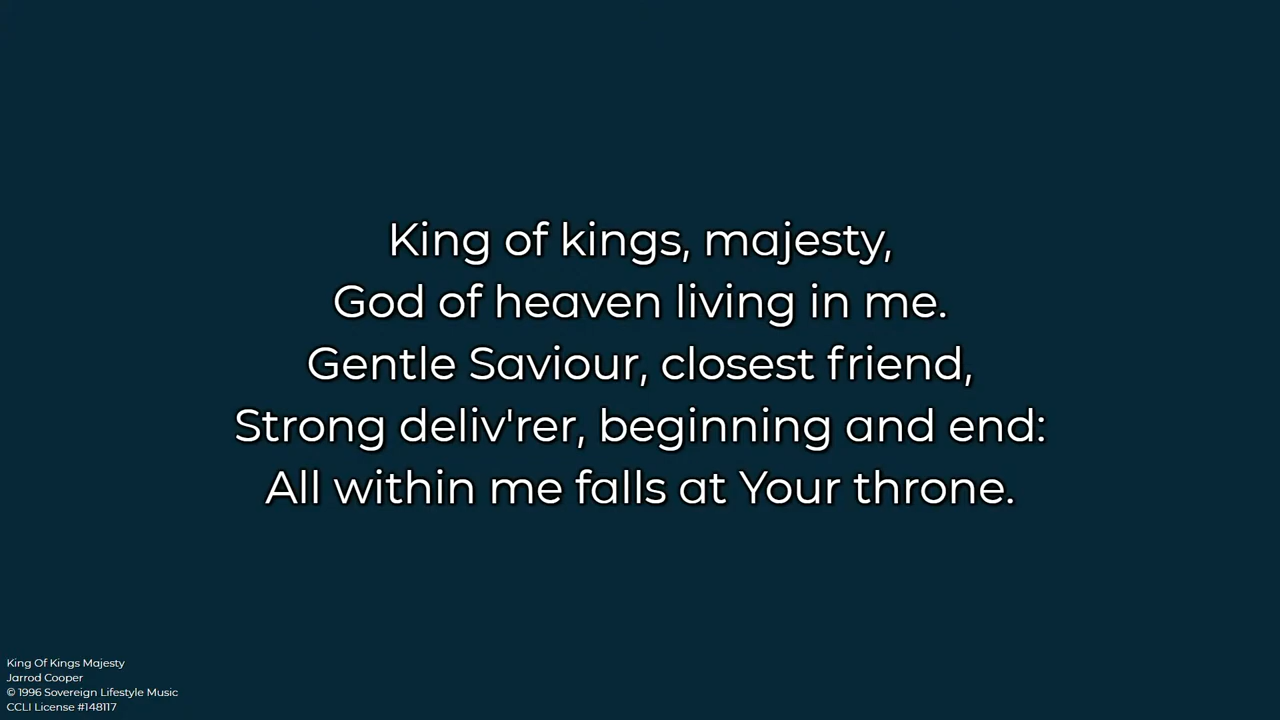 King of kings, majesty,
God of heaven living in me.
Gentle Saviour, closest friend,
Strong deliv'rer, beginning and end:
All within me falls at Your throne.
King Of Kings Majesty
Jarrod Cooper
© 1996 Sovereign Lifestyle Music
CCLI License #148117